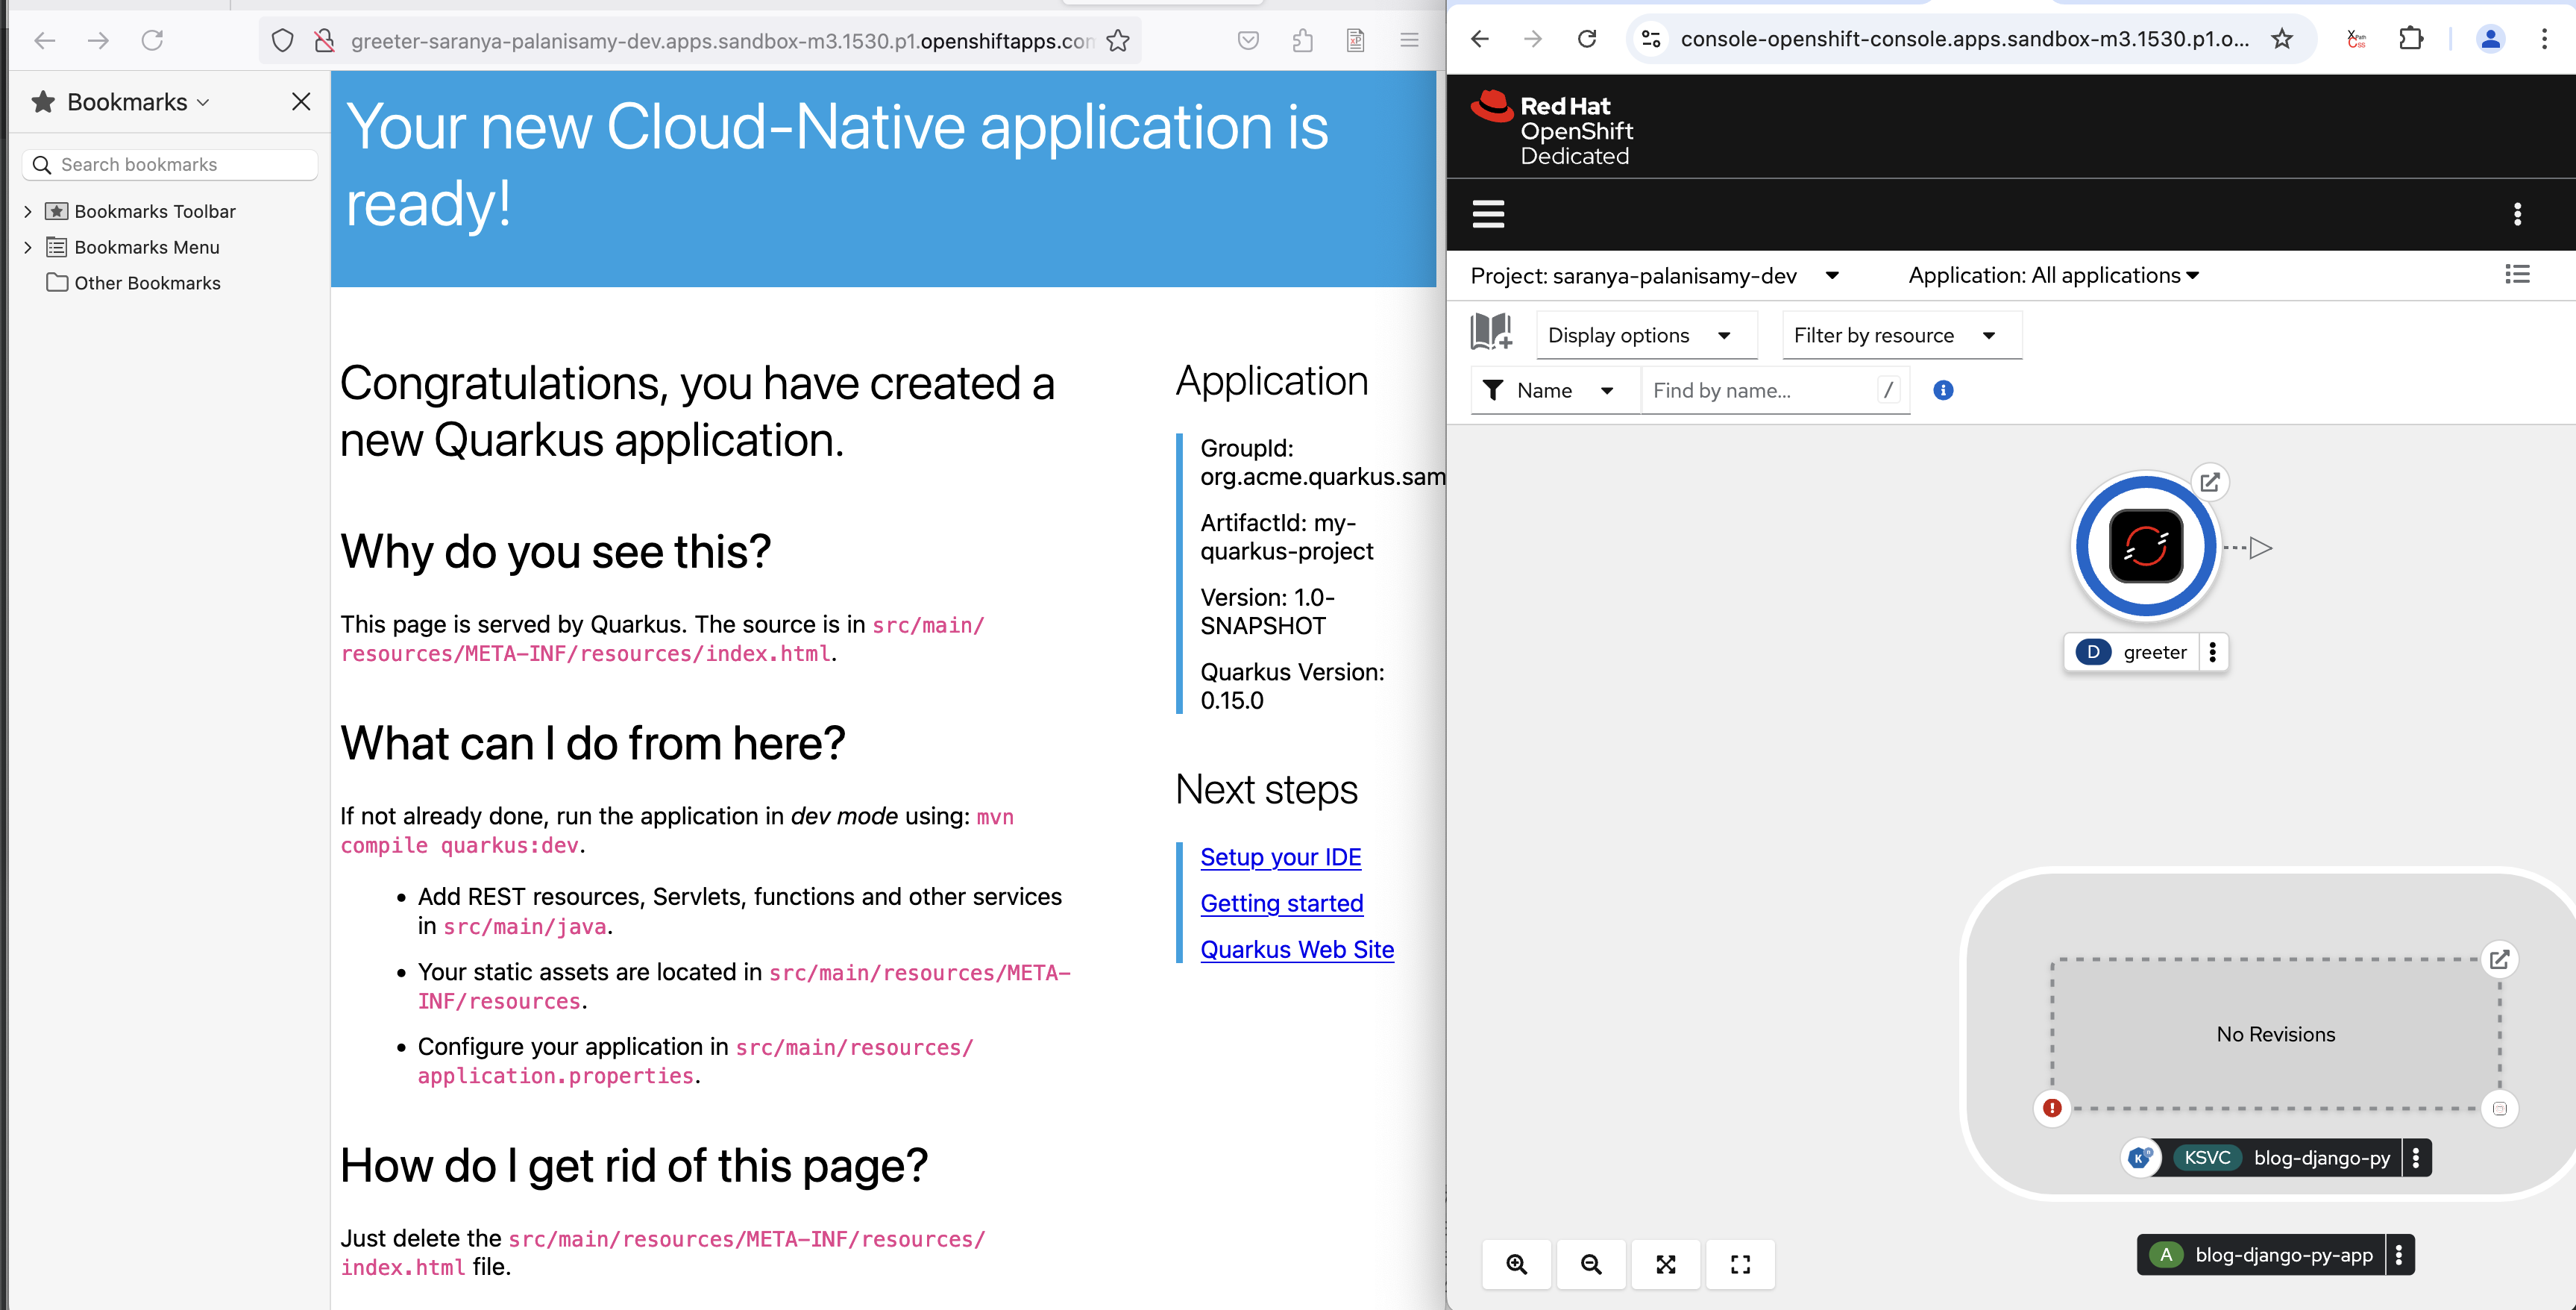 greeter-saranya-palanisamy-dev.apps.sandbox-m3.1530.p1.openshiftapps.com
Bookmarks
Search bookmarks
Bookmarks Toolbar
Bookmarks Menu
Other Bookmarks
Your new Cloud-Native application is
ready!
Congratulations, you have created a
new Quarkus application.
Why do you see this?
This page is served by Quarkus. The source is in src/main/
resources/META-INF/resources/index.html.
What can I do from here?
If not already done, run the application in dev mode using: mvn
compile quarkus:dev.
• Add REST resources, Servlets, functions and other services
in src/main/java.
• Your static assets are located in src/main/resources/META-
INF/resources.
• Configure your application in src/main/resources/
application.properties.
How do I get rid of this page?
Just delete the src/main/resources/META-INF/resources/
index.html file.
Application
GroupId:
org.acme.quarkus.sam
ArtifactId: my-
quarkus-project
Version: 1.0-
SNAPSHOT
Quarkus Version:
0.15.0
Next steps
Setup your IDE
Getting started
Quarkus Web Site
console-openshift-console.apps.sandbox-m3.1530.p1.o...
Red Hat
OpenShift
Dedicated
Project: saranya-palanisamy-dev
Application: All applications
Display options
Filter by resource
Name
Find by name...
/
D greeter
No Revisions
K
KSVC blog-django-py
A blog-django-py-app